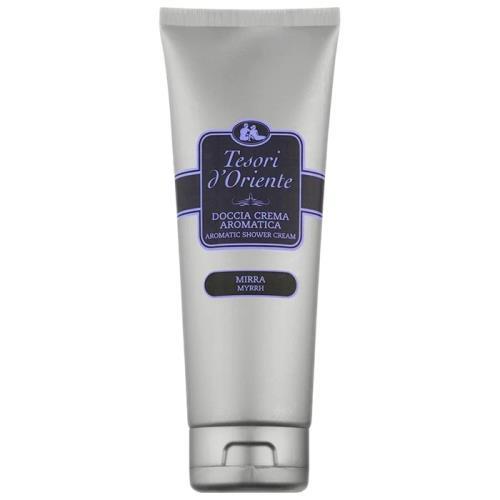 Tesori
d'Oriente
DOCCIA CREMA
AROMATICA
AROMATIC SHOWER CREAM
MIRRA
MYRRH